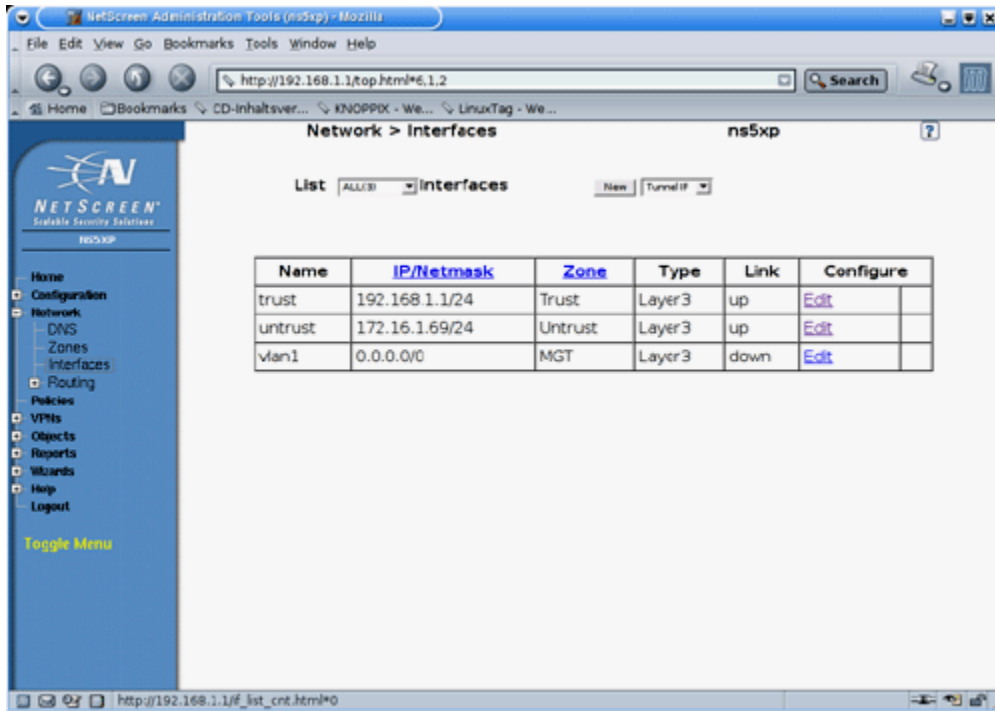 NetScreen Administration Tools (ns5xp) - Mozilla
File Edit View Go Bookmarks Tools Window Help
http://192.168.1.1/top.html#6,1,2
Search
Home Bookmarks CD-Inhaltsver... KNOPPIX - We... LinuxTag - We...
Network > Interfaces ns5xp ?
List ALL(3) Interfaces New Tunnel IF
N
NETSCREEN
Scalable Security Solutions
NS5XP
Home
Configuration
Network
DNS
Zones
Interfaces
Routing
Policies
VPNs
Objects
Reports
Wizards
Help
Logout
Toggle Menu
Name IP/Netmask Zone Type Link Configure
trust 192.168.1.1/24 Trust Layer3 up Edit
untrust 172.16.1.69/24 Untrust Layer3 up Edit
vlan1 0.0.0.0/0 MGT Layer3 down Edit
http://192.168.1.1/if_list_cnt.html#0